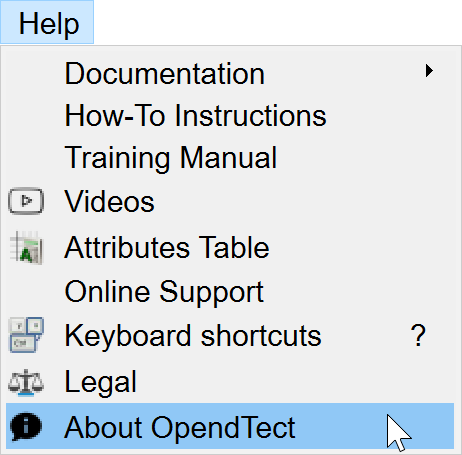 Help
Documentation
How-To Instructions
Training Manual
Videos
Attributes Table
Online Support
Keyboard shortcuts ?
Legal
About OpendTect